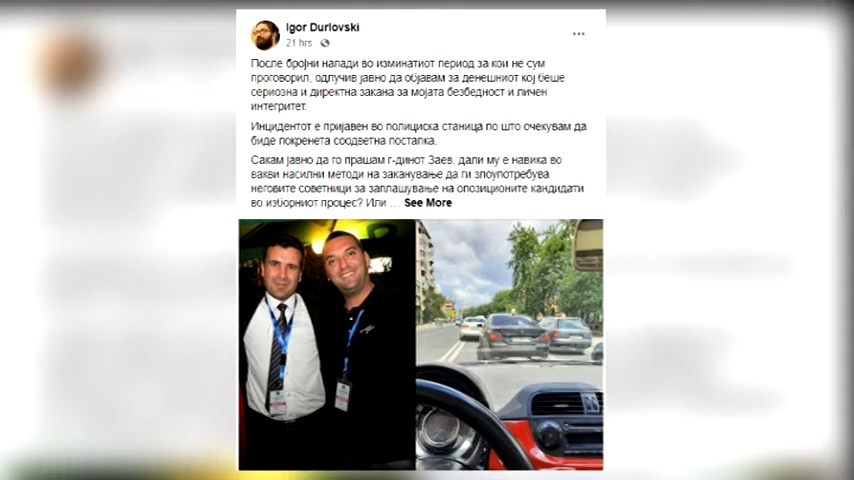 Igor Durlovski
21 hrs
После бројни напади во изминатиот период за кои не сум
проговорил, одлучив јавно да објавам за денешниот кој беше
сериозна и директна закана за мојата безбедност и личен
интегритет.
Инцидентот е пријавен во полициска станица по што очекувам да
биде покрената соодветна постапка.
Сакам јавно да го прашам г-динот Заев, дали му е навика во
вакви насилни методи на заканување да ги злоупотребува
неговите советници за заплашување на опозиционите кандидати
во изборниот процес? Или … See More